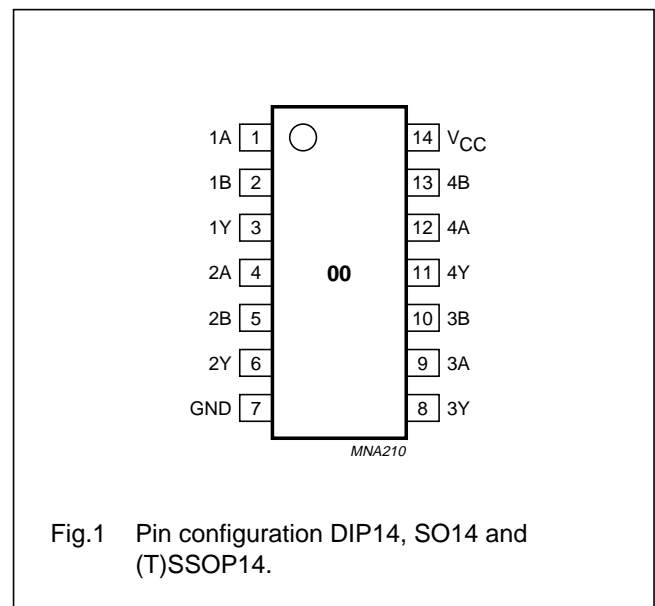 1A 1 14 VCC
1B 2 13 4B
1Y 3 12 4A
2A 4 00 11 4Y
2B 5 10 3B
2Y 6 9 3A
GND 7 8 3Y
MNA210
Fig.1 Pin configuration DIP14, SO14 and
(T)SSOP14.